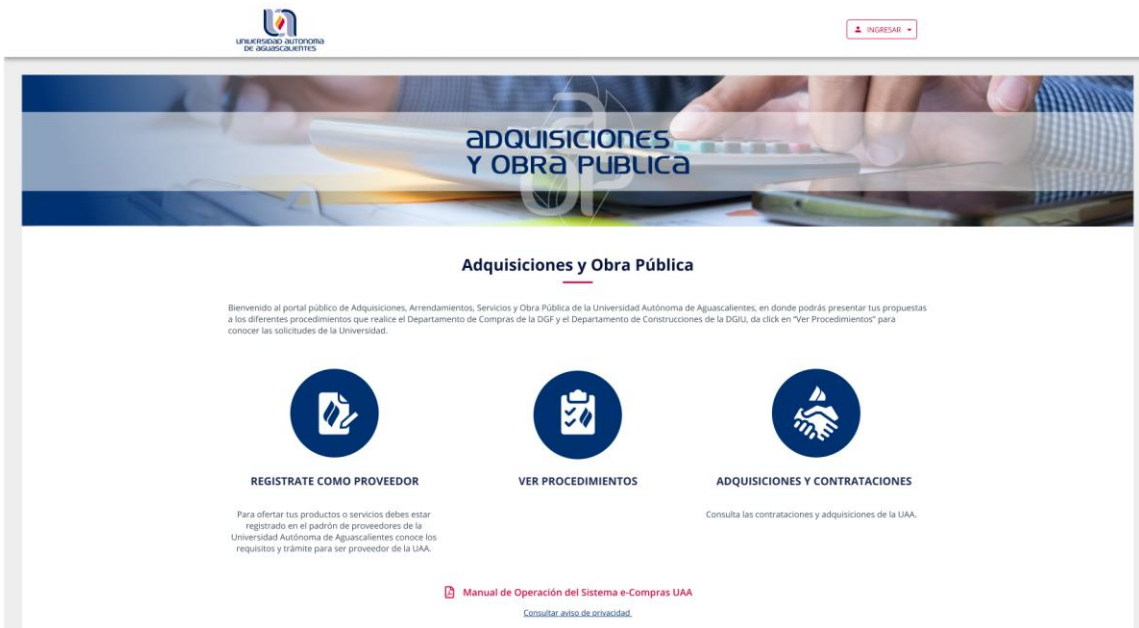 UNIVERSIDAD AUTONOMA
DE AGUASCALIENTES
INGRESAR
ADQUISICIONES
Y OBRA PUBLICA
Adquisiciones y Obra Pública
Bienvenido al portal público de Adquisiciones, Arrendamientos, Servicios y Obra Pública de la Universidad Autónoma de Aguascalientes, en donde podrás presentar tus propuestas
a los diferentes procedimientos que realice el Departamento de Compras de la DGF y el Departamento de Construcciones de la DGIU, da click en "Ver Procedimientos" para
conocer las solicitudes de la Universidad.
REGISTRATE COMO PROVEEDOR
Para ofertar tus productos o servicios debes estar
registrado en el padrón de proveedores de la
Universidad Autónoma de Aguascalientes conoce los
requisitos y trámite para ser proveedor de la UAA.
VER PROCEDIMIENTOS
ADQUISICIONES Y CONTRATACIONES
Consulta las contrataciones y adquisiciones de la UAA.
Manual de Operación del Sistema e-Compras UAA
Consultar aviso de privacidad